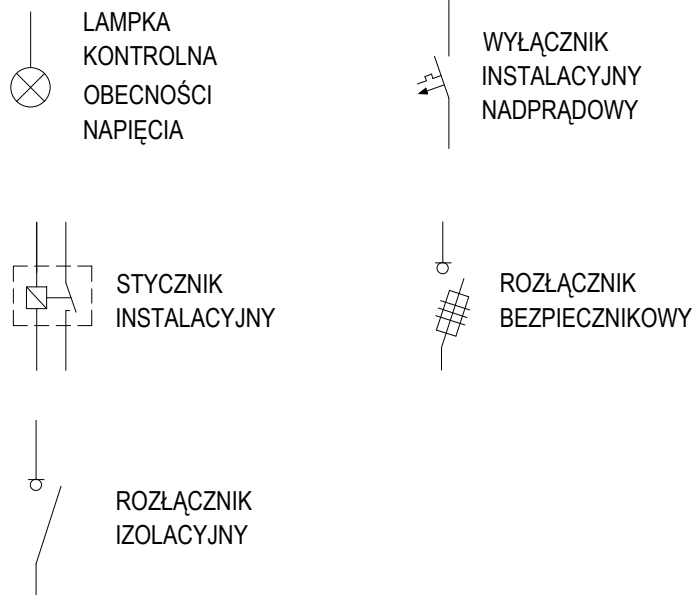 LAMPKA
KONTROLNA
OBECNOŚCI
NAPIĘCIA
WYŁĄCZNIK
INSTALACYJNY
NADPRĄDOWY
STYCZNIK
INSTALACYJNY
ROZŁĄCZNIK
BEZPIECZNIKOWY
ROZŁĄCZNIK
IZOLACYJNY